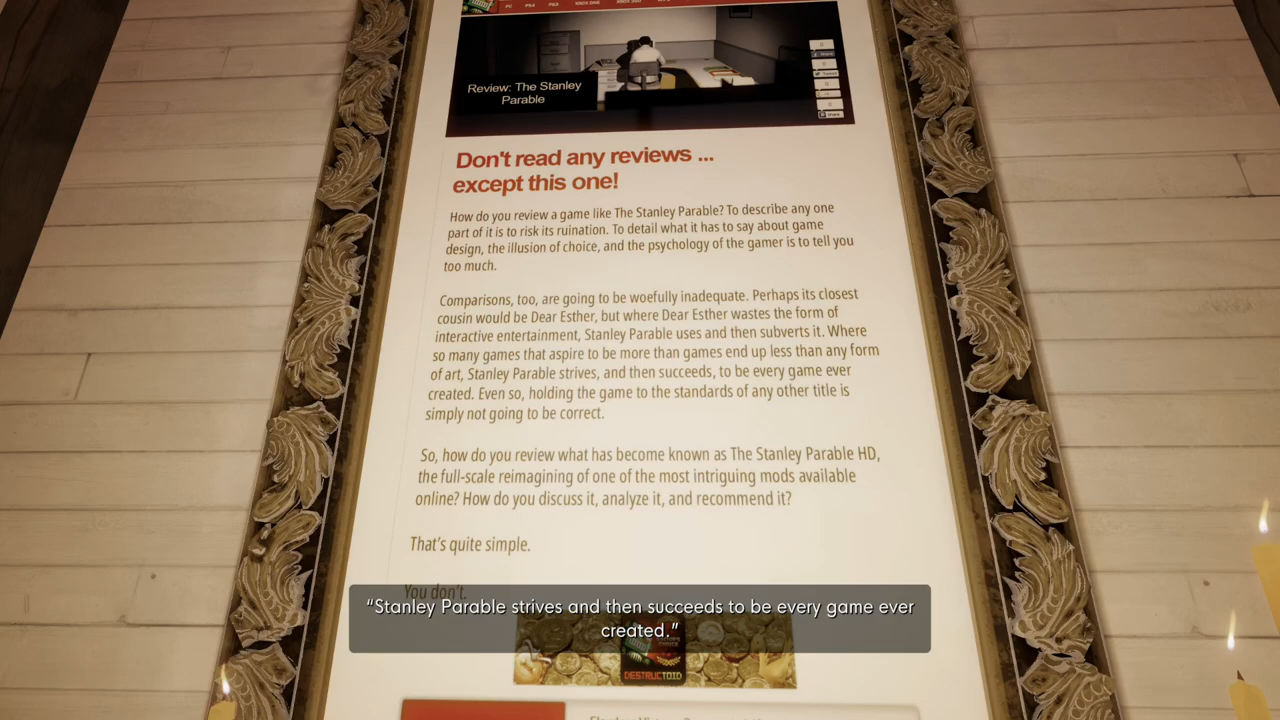 PC PS4 PS3 XBOX ONE XBOX 360
Review: The Stanley
Parable
Don't read any reviews ...
except this one!
How do you review a game like The Stanley Parable? To describe any one
part of it is to risk its ruination. To detail what it has to say about game
design, the illusion of choice, and the psychology of the gamer is to tell you
too much.
Comparisons, too, are going to be woefully inadequate. Perhaps its closest
cousin would be Dear Esther, but where Dear Esther wastes the form of
interactive entertainment, Stanley Parable uses and then subverts it. Where
so many games that aspire to be more than games end up less than any form
of art, Stanley Parable strives, and then succeeds, to be every game ever
created. Even so, holding the game to the standards of any other title is
simply not going to be correct.
So, how do you review what has become known as The Stanley Parable HD,
the full-scale reimagining of one of the most intriguing mods available
online? How do you discuss it, analyze it, and recommend it?
That's quite simple.
You don't.
“Stanley Parable strives and then succeeds to be every game ever
created.”
DESTRUCTOID